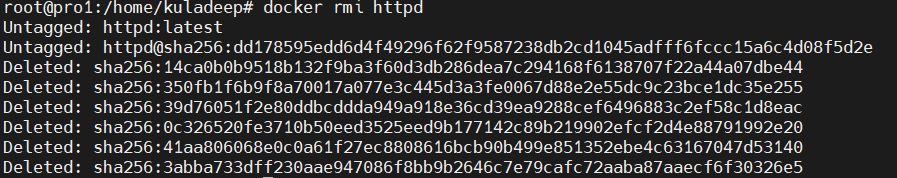 root@pro1:/home/kuladeep# docker rmi httpd
Untagged: httpd:latest
Untagged: httpd@sha256:dd178595edd6d4f49296f62f9587238db2cd1045adfff6fccc15a6c4d08f5d2e
Deleted: sha256:14ca0b0b9518b132f9ba3f60d3db286dea7c294168f6138707f22a44a07dbe44
Deleted: sha256:350fb1f6b9f8a70017a077e3c445d3a3fe0067d88e2e55dc9c23bce1dc35e255
Deleted: sha256:39d76051f2e80ddbcddda949a918e36cd39ea9288cef6496883c2ef58c1d8eac
Deleted: sha256:0c326520fe3710b50eed3525eed9b177142c89b219902efcf2d4e88791992e20
Deleted: sha256:41aa806068e0c0a61f27ec8808616bcb90b499e851352ebe4c63167047d53140
Deleted: sha256:3abba733dff230aae947086f8bb9b2646c7e79cafc72aaba87aaecf6f30326e5